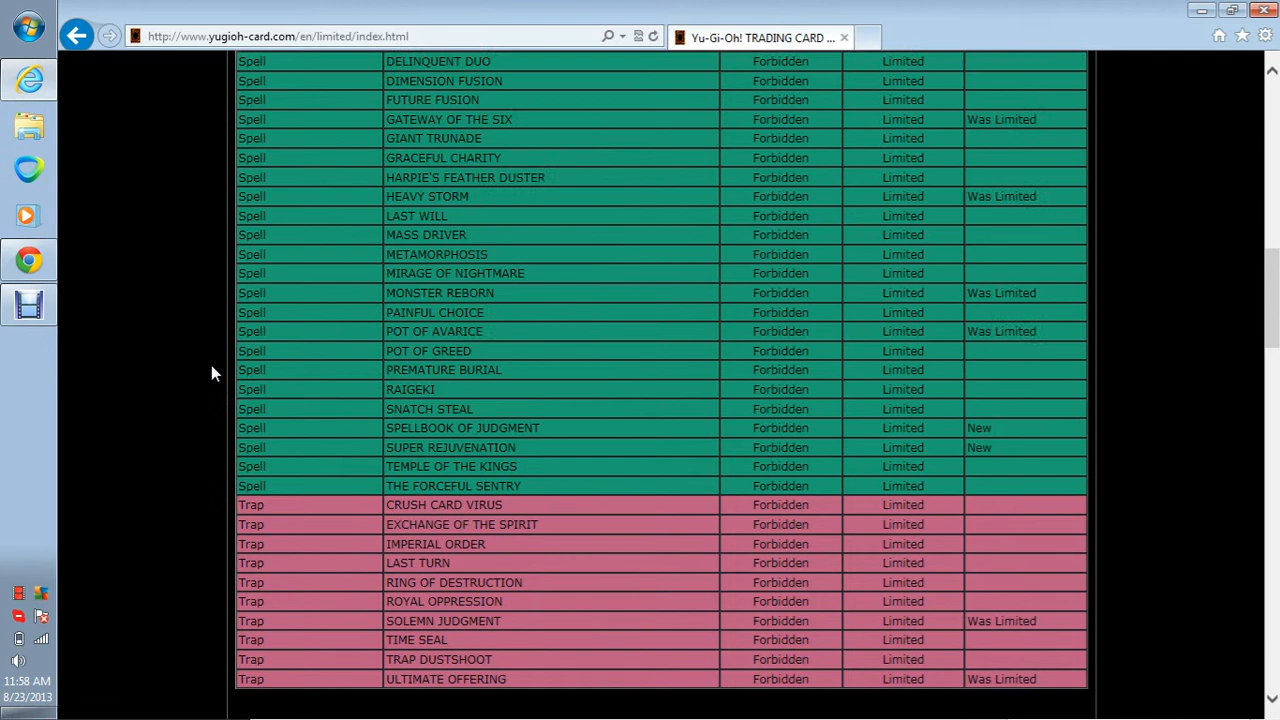 http://www.yugioh-card.com/en/limited/index.html
Yu-Gi-Oh! TRADING CARD ...
Spell DELINQUENT DUO Forbidden Limited
Spell DIMENSION FUSION Forbidden Limited
Spell FUTURE FUSION Forbidden Limited
Spell GATEWAY OF THE SIX Forbidden Limited Was Limited
Spell GIANT TRUNADE Forbidden Limited
Spell GRACEFUL CHARITY Forbidden Limited
Spell HARPIE'S FEATHER DUSTER Forbidden Limited
Spell HEAVY STORM Forbidden Limited Was Limited
Spell LAST WILL Forbidden Limited
Spell MASS DRIVER Forbidden Limited
Spell METAMORPHOSIS Forbidden Limited
Spell MIRAGE OF NIGHTMARE Forbidden Limited
Spell MONSTER REBORN Forbidden Limited Was Limited
Spell PAINFUL CHOICE Forbidden Limited
Spell POT OF AVARICE Forbidden Limited Was Limited
Spell POT OF GREED Forbidden Limited
Spell PREMATURE BURIAL Forbidden Limited
Spell RAIGEKI Forbidden Limited
Spell SNATCH STEAL Forbidden Limited
Spell SPELLBOOK OF JUDGMENT Forbidden Limited New
Spell SUPER REJUVENATION Forbidden Limited New
Spell TEMPLE OF THE KINGS Forbidden Limited
Spell THE FORCEFUL SENTRY Forbidden Limited
Trap CRUSH CARD VIRUS Forbidden Limited
Trap EXCHANGE OF THE SPIRIT Forbidden Limited
Trap IMPERIAL ORDER Forbidden Limited
Trap LAST TURN Forbidden Limited
Trap RING OF DESTRUCTION Forbidden Limited
Trap ROYAL OPPRESSION Forbidden Limited
Trap SOLEMN JUDGMENT Forbidden Limited Was Limited
Trap TIME SEAL Forbidden Limited
Trap TRAP DUSTSHOOT Forbidden Limited
Trap ULTIMATE OFFERING Forbidden Limited Was Limited
11:58 AM
8/23/2013